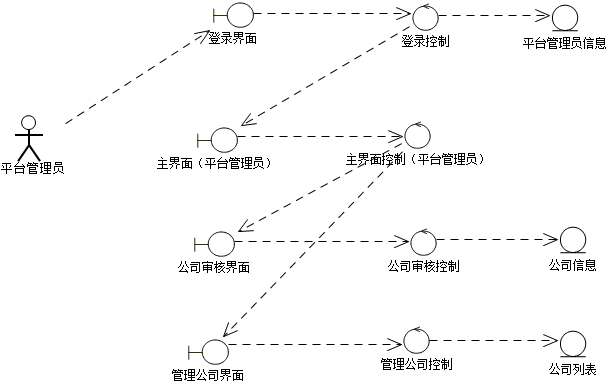 登录界面
登录控制
平台管理员信息
平台管理员
主界面（平台管理员）
主界面控制（平台管理员）
公司审核界面
公司审核控制
公司信息
管理公司界面
管理公司控制
公司列表